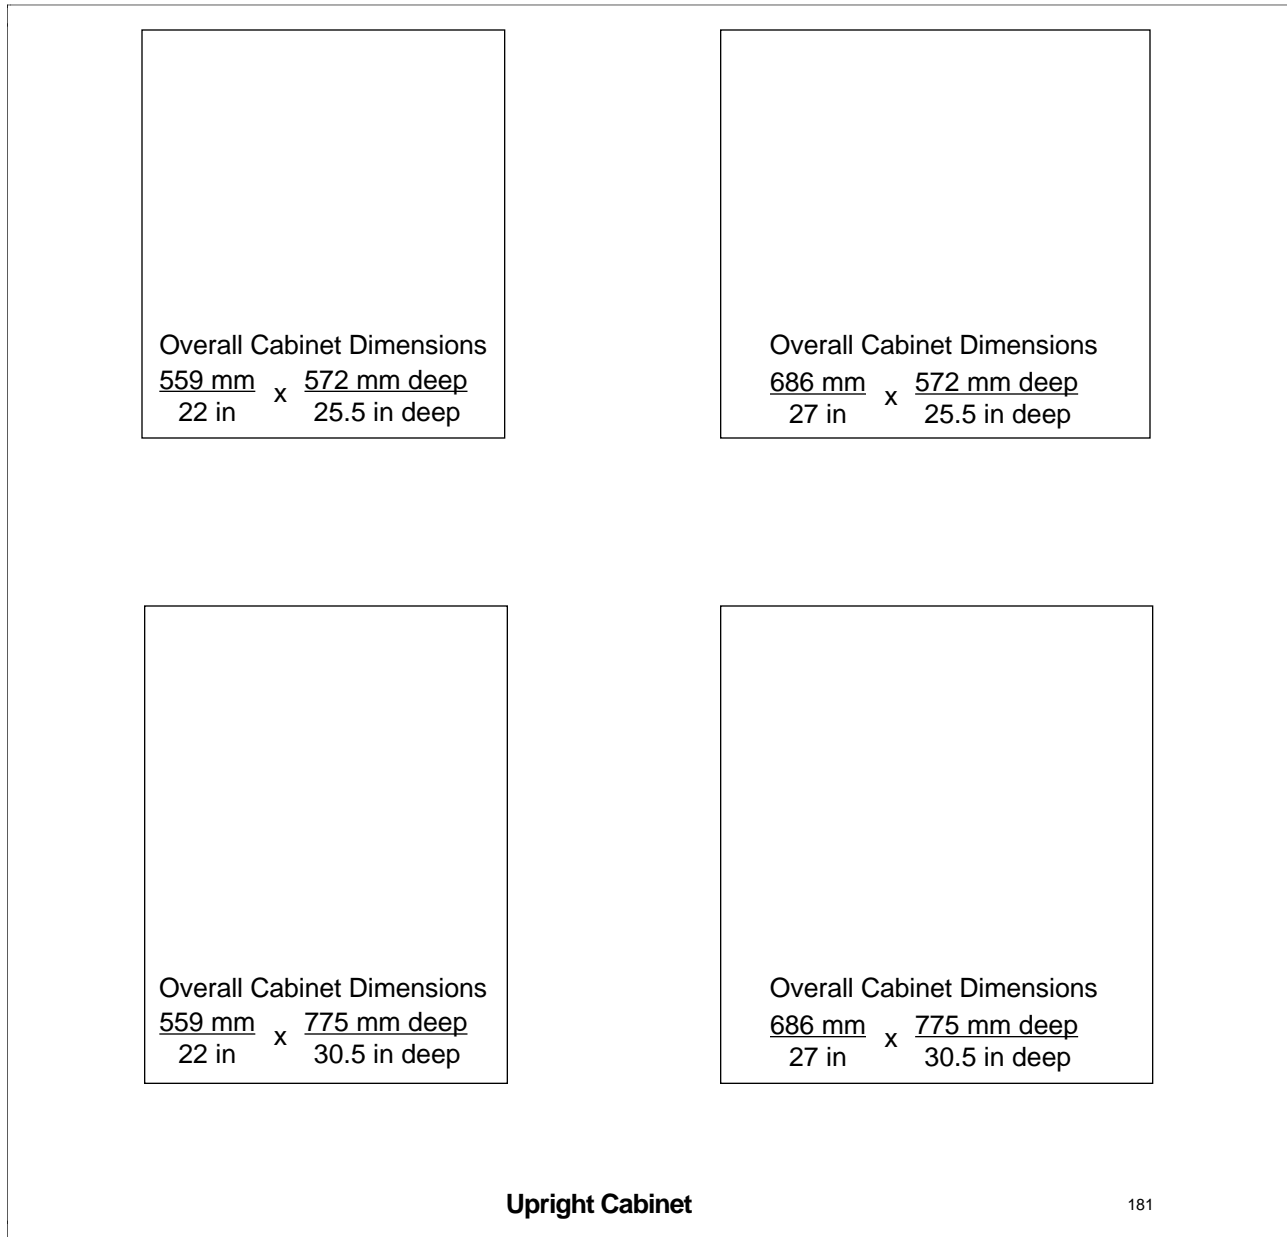 Overall Cabinet Dimensions
559 mm x 572 mm deep
22 in 25.5 in deep
Overall Cabinet Dimensions
686 mm x 572 mm deep
27 in 25.5 in deep
Overall Cabinet Dimensions
559 mm x 775 mm deep
22 in 30.5 in deep
Overall Cabinet Dimensions
686 mm x 775 mm deep
27 in 30.5 in deep
Upright Cabinet
181